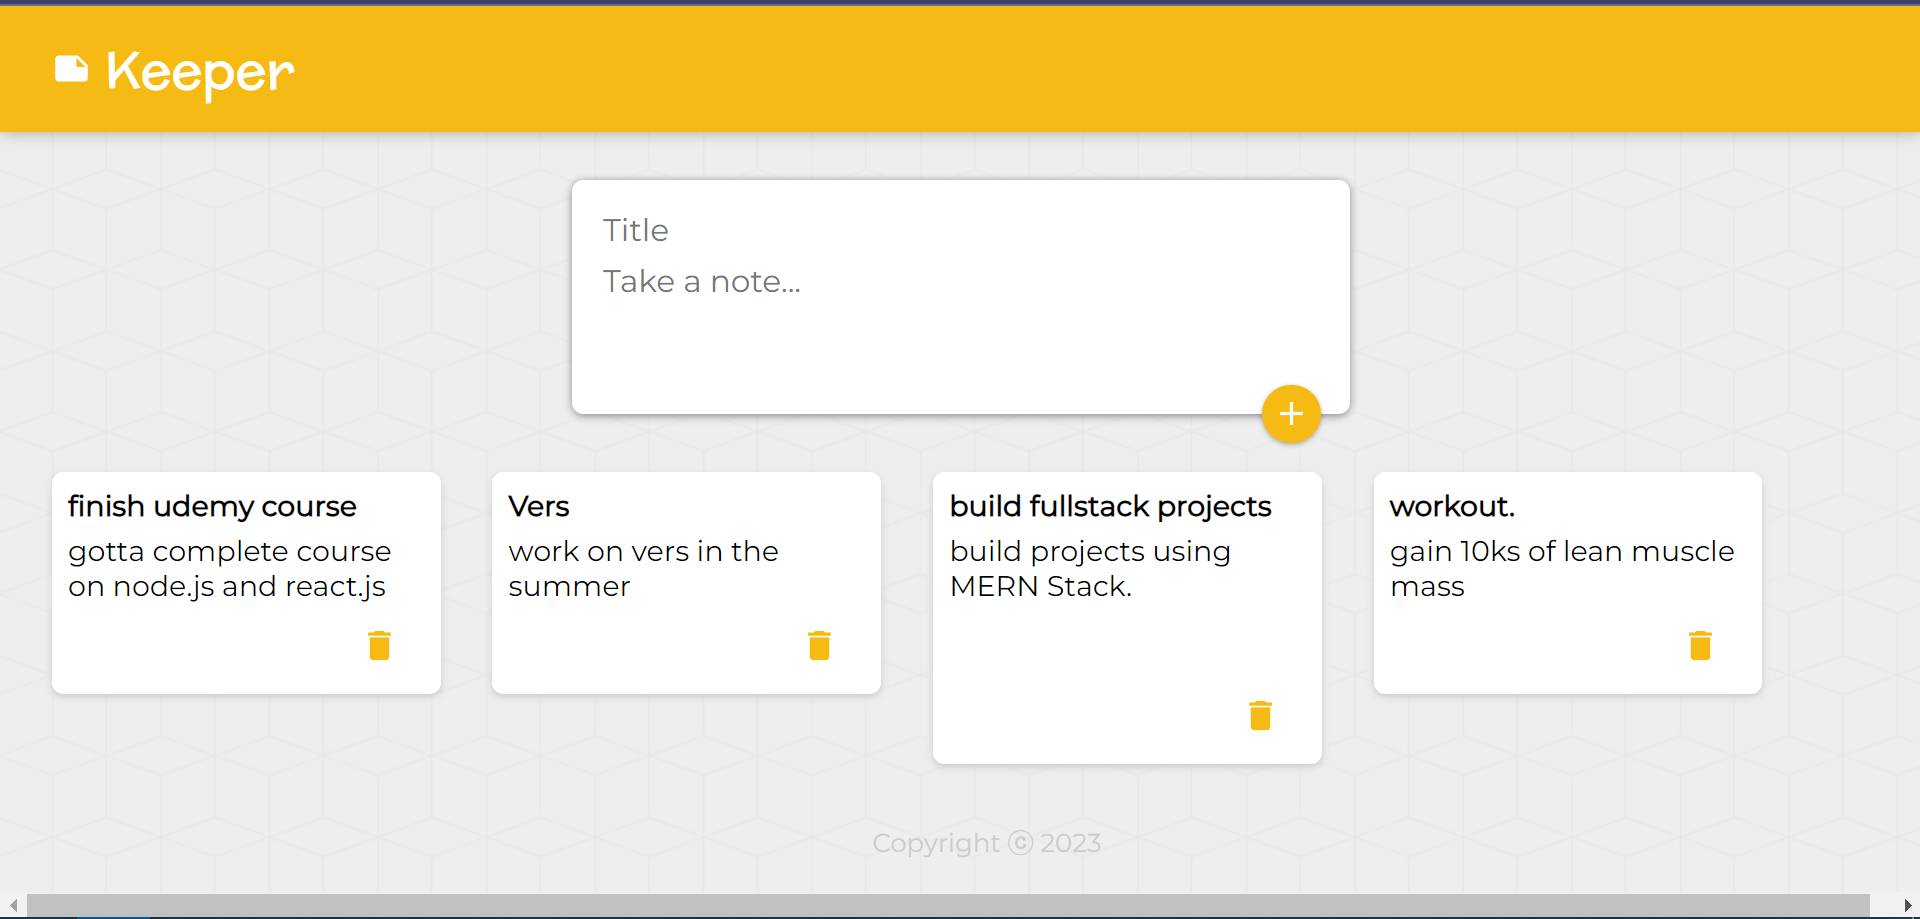 Keeper
Title
Take a note...
finish udemy course
gotta complete course
on node.js and react.js
Vers
work on vers in the
summer
build fullstack projects
build projects using
MERN Stack.
workout.
gain 10ks of lean muscle
mass
Copyright ⓒ 2023